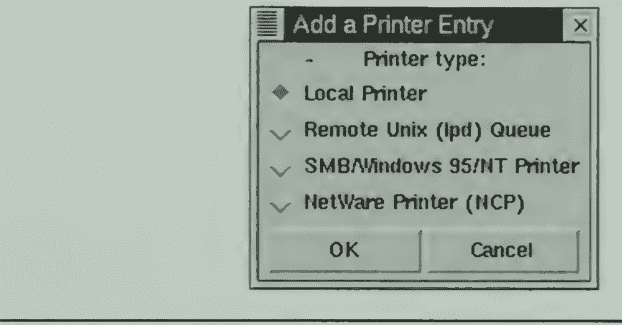 Add a Printer Entry
Printer type:
Local Printer
Remote Unix (lpd) Queue
SMB/Windows 95/NT Printer
NetWare Printer (NCP)
OK Cancel